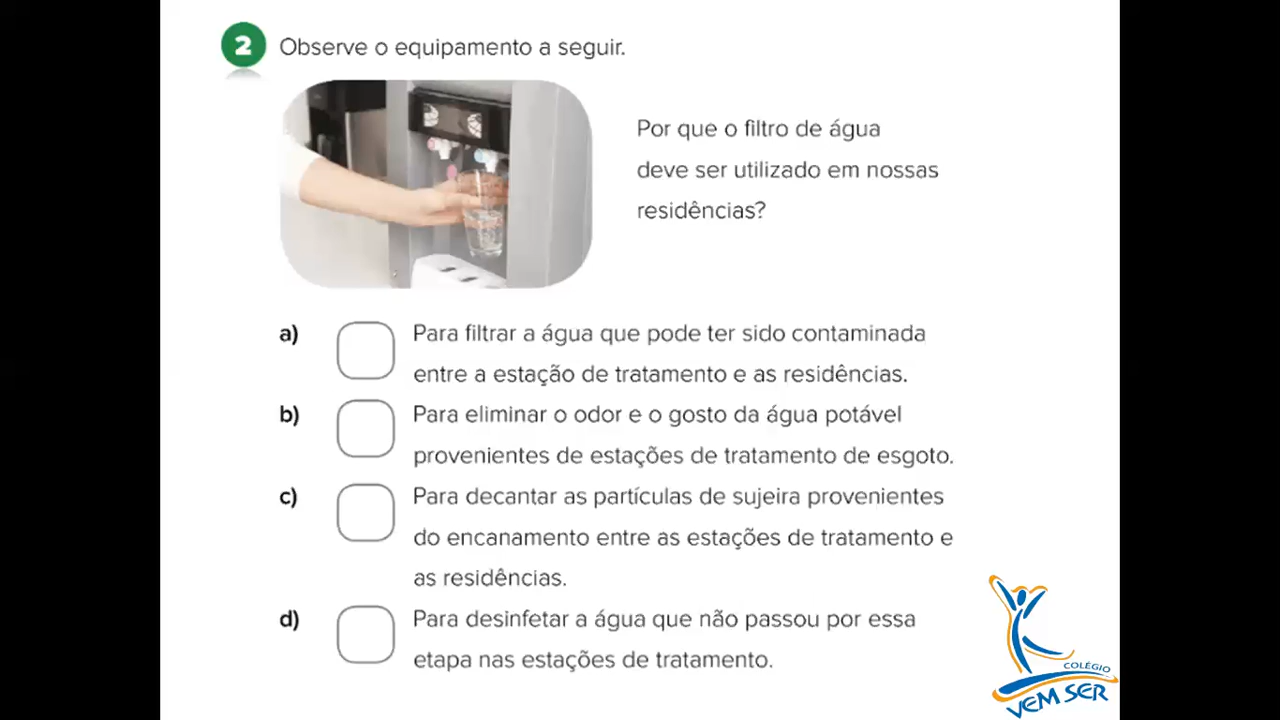 2 Observe o equipamento a seguir.
Por que o filtro de água
deve ser utilizado em nossas
residências?
a) Para filtrar a água que pode ter sido contaminada
entre a estação de tratamento e as residências.
b) Para eliminar o odor e o gosto da água potável
provenientes de estações de tratamento de esgoto.
c) Para decantar as partículas de sujeira provenientes
do encanamento entre as estações de tratamento e
as residências.
d) Para desinfetar a água que não passou por essa
etapa nas estações de tratamento.
COLÉGIO
VEM SER